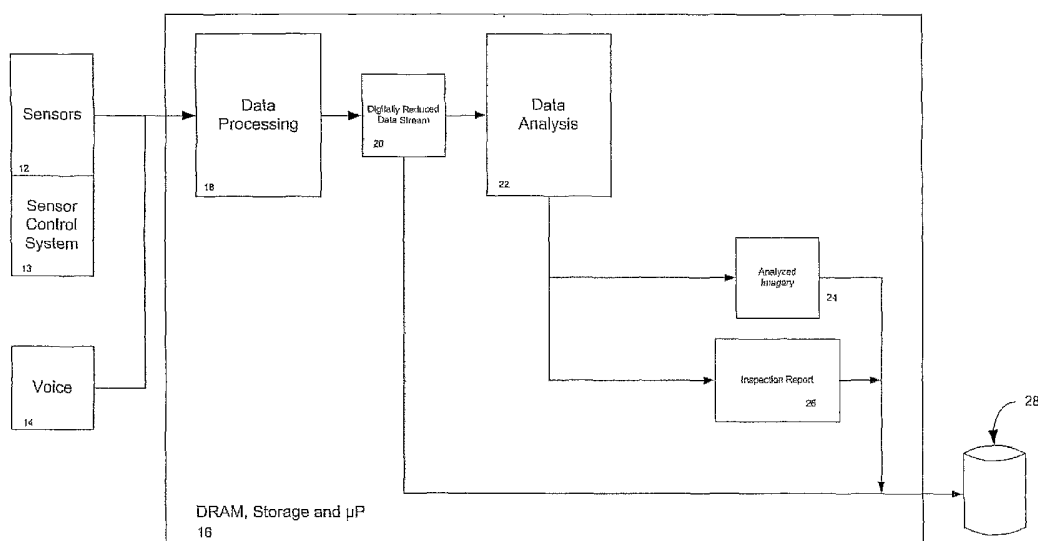 Sensors
12
Sensor
Control
System
13
Voice
14
Data
Processing
18
Digitally Reduced
Data Stream
20
Data
Analysis
22
Analyzed
Imagery
24
Inspection Report
26
28
DRAM, Storage and µP
16